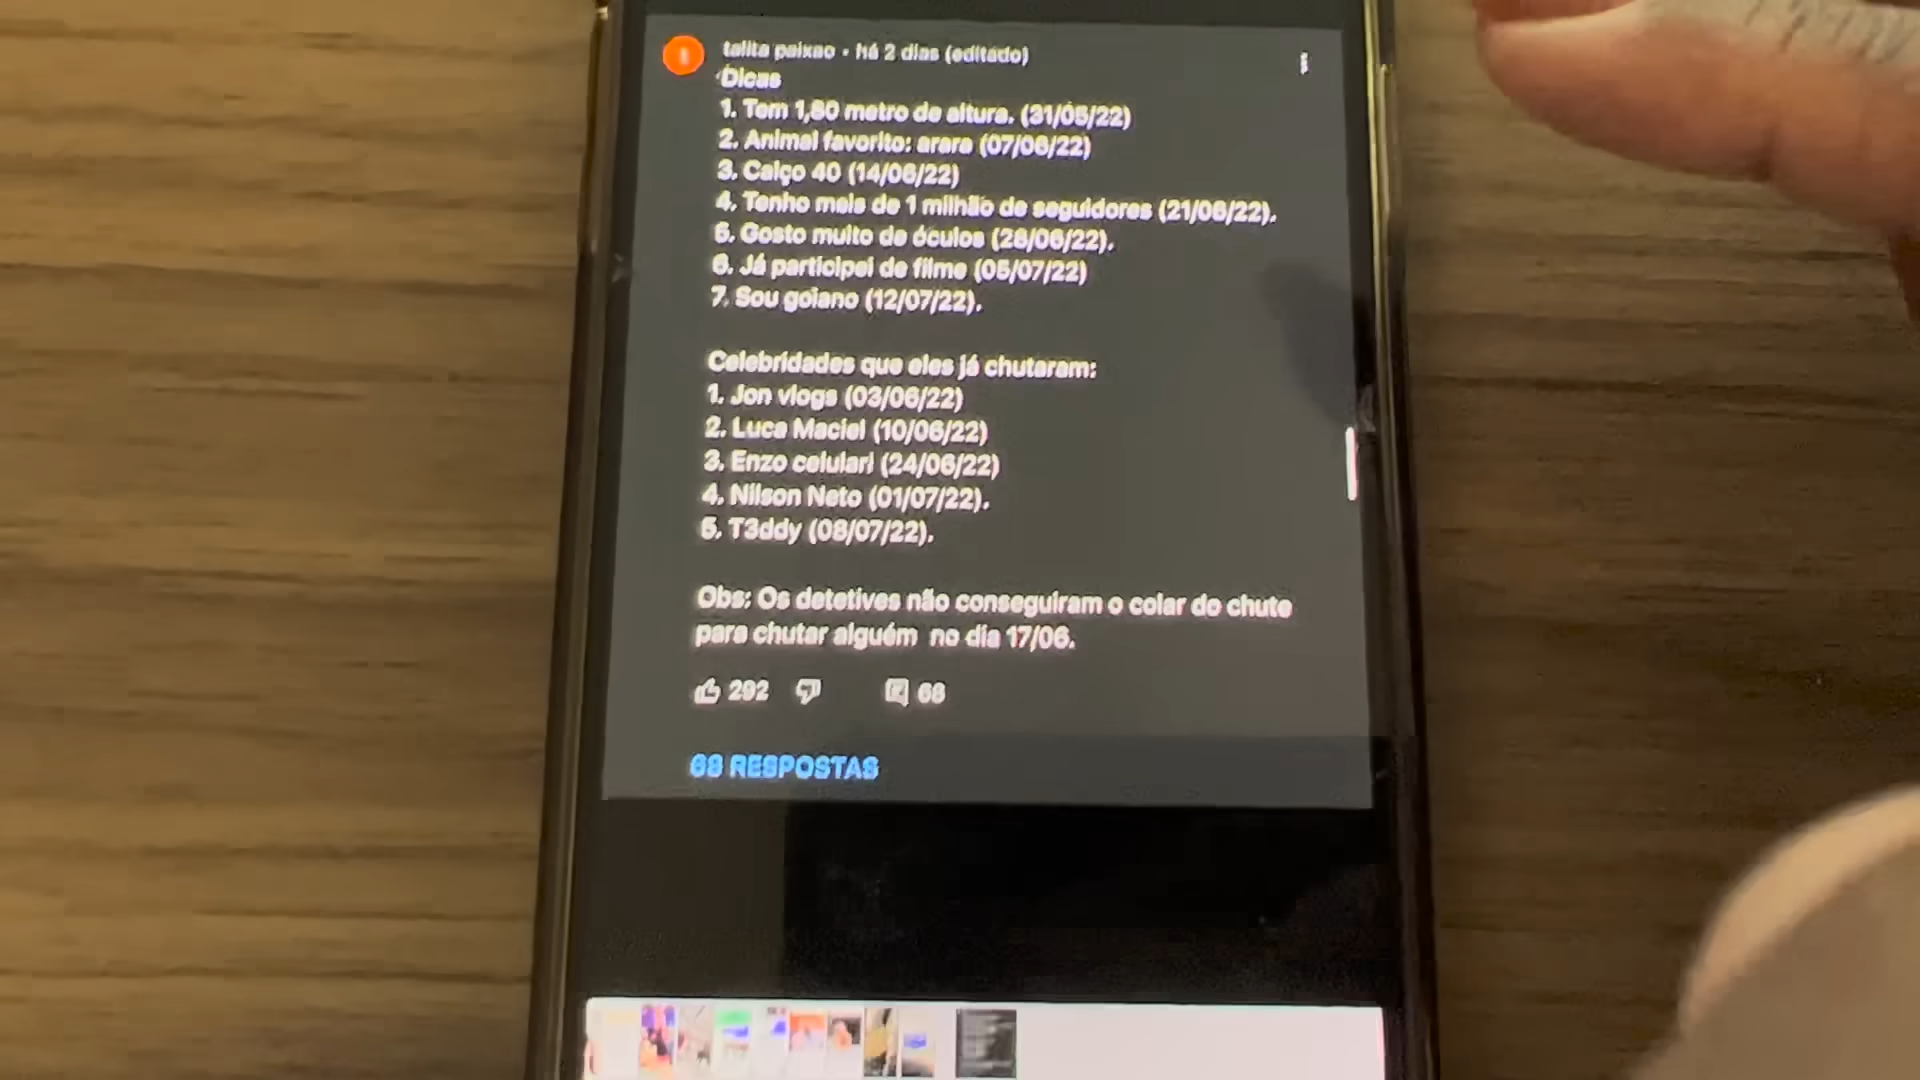 talita paixao • há 2 dias (editado)
Dicas
1. Tem 1,80 metro de altura. (31/05/22)
2. Animal favorito: arara (07/06/22)
3. Calço 40 (14/06/22)
4. Tenho mais de 1 milhão de seguidores (21/06/22).
5. Gosto muito de óculos (28/06/22).
6. Já participei de filme (05/07/22)
7. Sou goiano (12/07/22).
Celebridades que eles já chutaram:
1. Jon vlogs (03/06/22)
2. Luca Maciel (10/06/22)
3. Enzo celulari (24/06/22)
4. Nilson Neto (01/07/22).
5. T3ddy (08/07/22).
Obs: Os detetives não conseguiram o colar do chute
para chutar alguém no dia 17/06.
292 68
68 RESPOSTAS